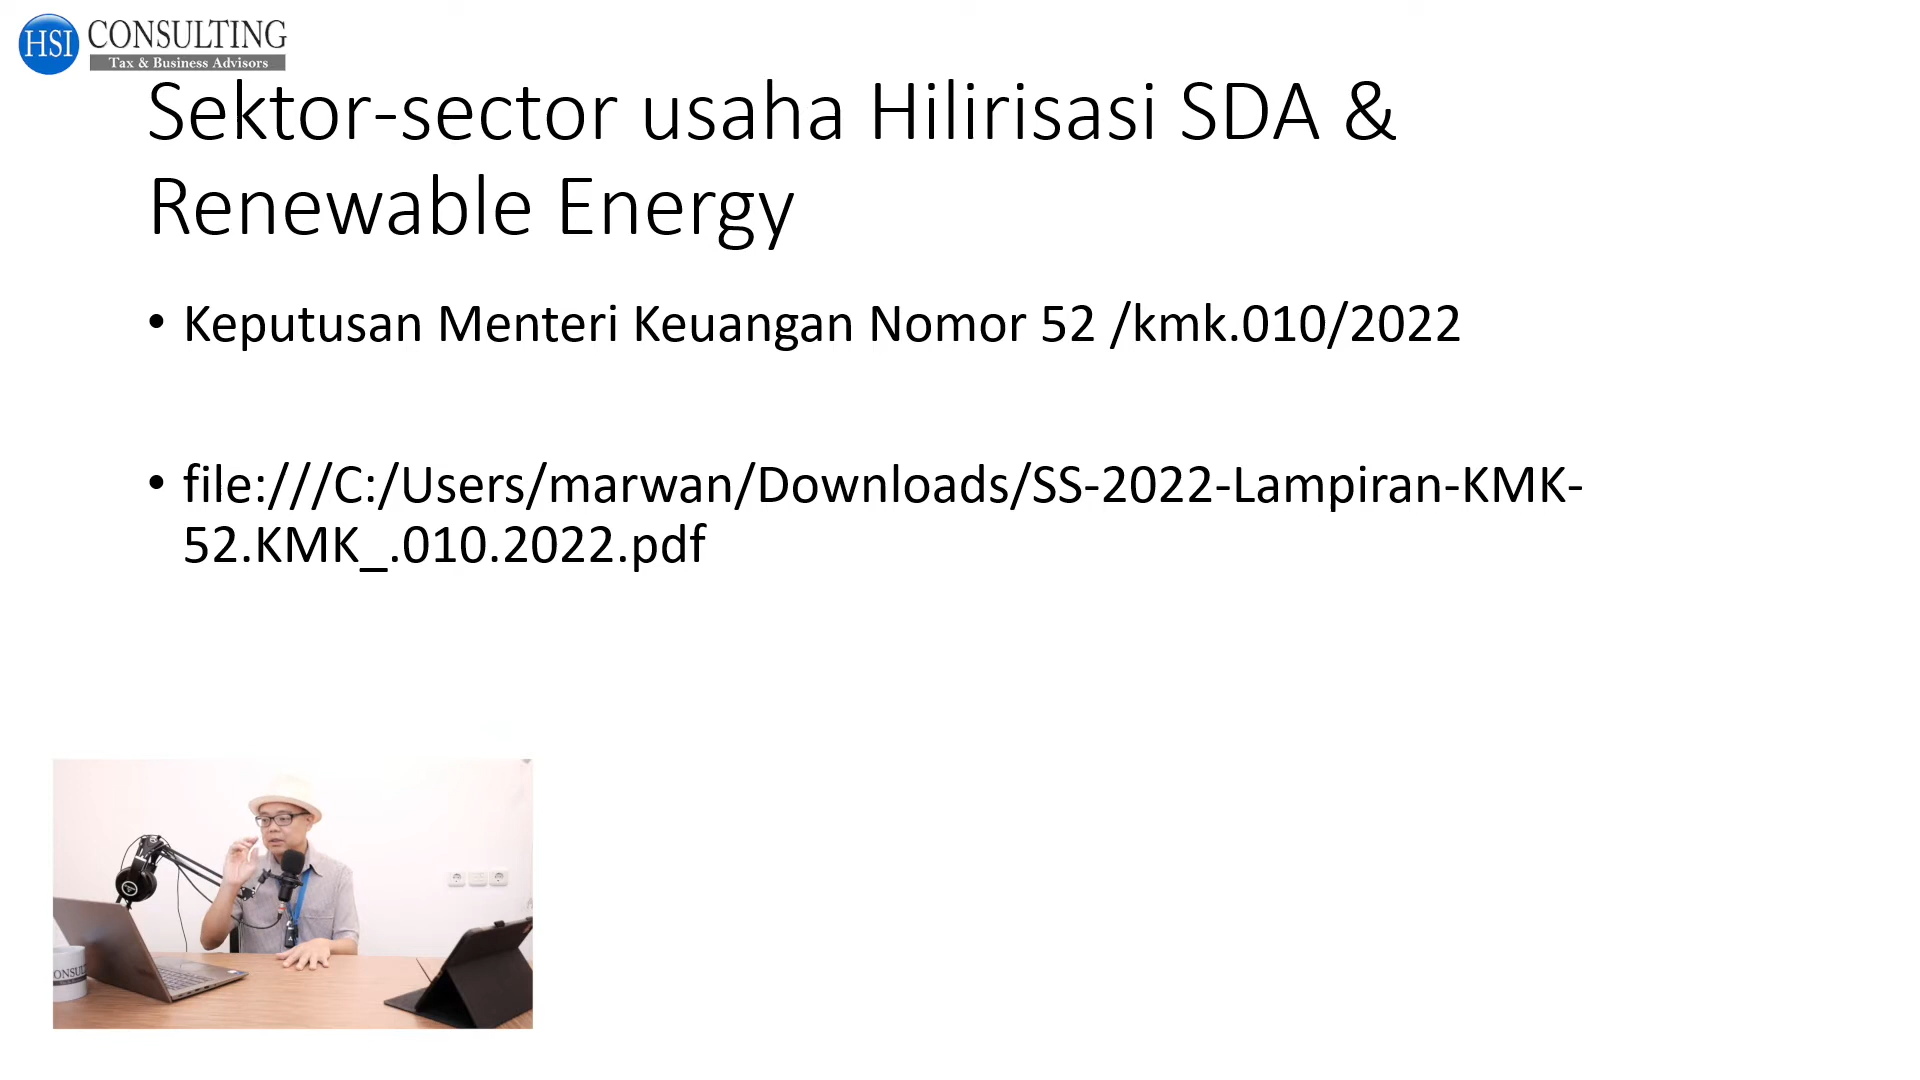 HSI CONSULTING
Tax & Business Advisors
Sektor-sector usaha Hilirisasi SDA &
Renewable Energy
• Keputusan Menteri Keuangan Nomor 52 /kmk.010/2022
• file:///C:/Users/marwan/Downloads/SS-2022-Lampiran-KMK-
52.KMK_.010.2022.pdf